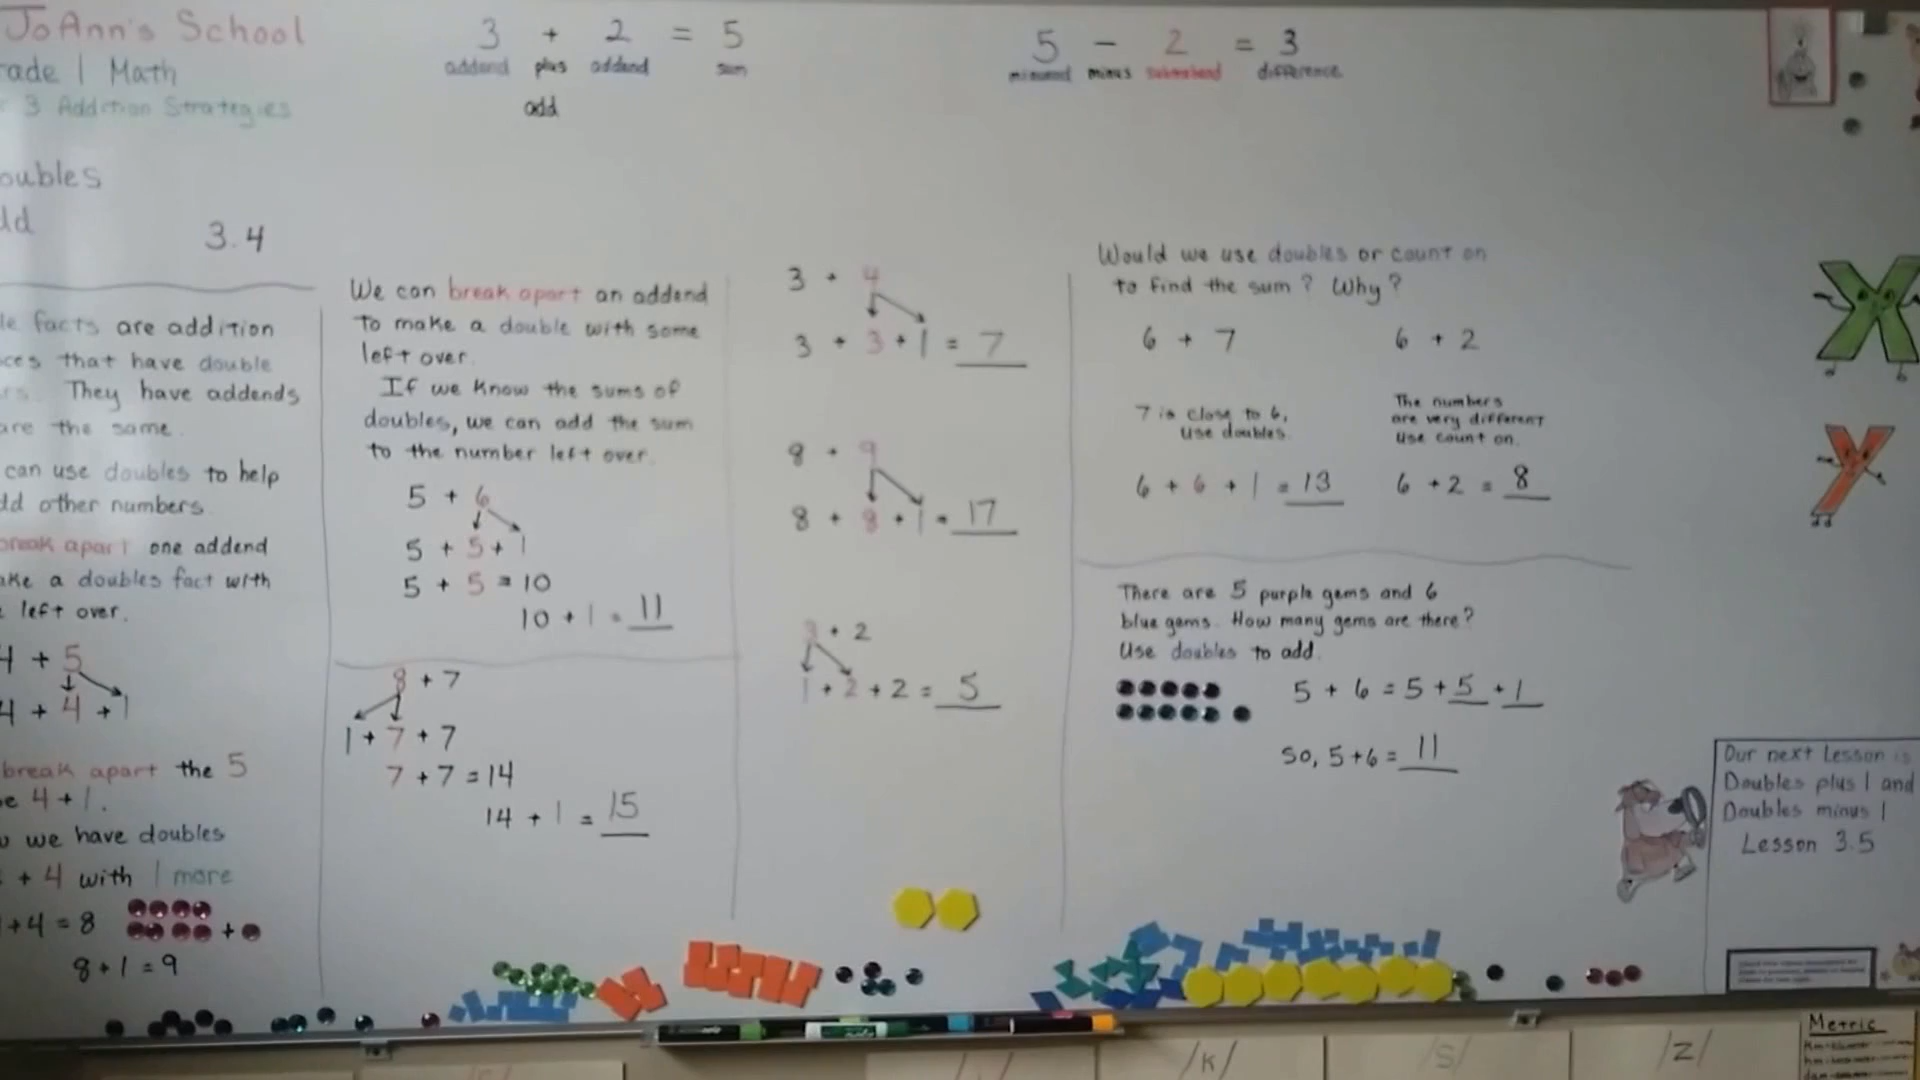 JoAnn's School
rade 1 Math
3 Addition Strategies
oubles
dd
3.4
le facts are addition
ces that have double
rs. They have addends
are the same.
can use doubles to help
dd other numbers.
break apart one addend
ake a doubles fact with
left over.
4 + 5
4 + 4 + 1
break apart the 5
e 4 + 1.
w we have doubles
+ 4 with 1 more
+ 4 = 8
+
8 + 1 = 9
3 + 2 = 5
addend plus addend sum
add
5 - 2 = 3
minuend minus subtrahend difference
We can break apart an addend
to make a double with some
left over.
If we know the sums of
doubles, we can add the sum
to the number left over.
5 + 6
5 + 5 + 1
5 + 5 = 10
10 + 1 = 11
8 + 7
1 + 7 + 7
7 + 7 = 14
14 + 1 = 15
3 + 4
3 + 3 + 1 = 7
8 + 9
8 + 8 + 1 = 17
3 + 2
1 + 2 + 2 = 5
Would we use doubles or count on
to find the sum? Why?
6 + 7
7 is close to 6,
use doubles.
6 + 6 + 1 = 13
6 + 2
The numbers
are very different
use count on.
6 + 2 = 8
There are 5 purple gems and 6
blue gems. How many gems are there?
Use doubles to add.
5 + 6 = 5 + 5 + 1
So, 5 + 6 = 11
X
Y
Our next Lesson is
Doubles plus 1 and
Doubles minus 1
Lesson 3.5
/k/
/s/
/z/
Metric